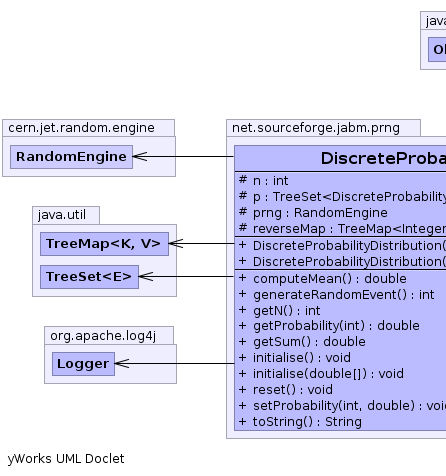 java
Ob
cern.jet.random.engine
RandomEngine
net.sourceforge.jabm.prng
DiscreteProba
# n : int
# p : TreeSet<DiscreteProbability
# prng : RandomEngine
# reverseMap : TreeMap<Integer
+ DiscreteProbabilityDistribution(
+ DiscreteProbabilityDistribution(
+ computeMean() : double
+ generateRandomEvent() : int
+ getN() : int
+ getProbability(int) : double
+ getSum() : double
+ initialise() : void
+ initialise(double[]) : void
+ reset() : void
+ setProbability(int, double) : void
+ toString() : String
java.util
TreeMap<K, V>
TreeSet<E>
org.apache.log4j
Logger
yWorks UML Doclet